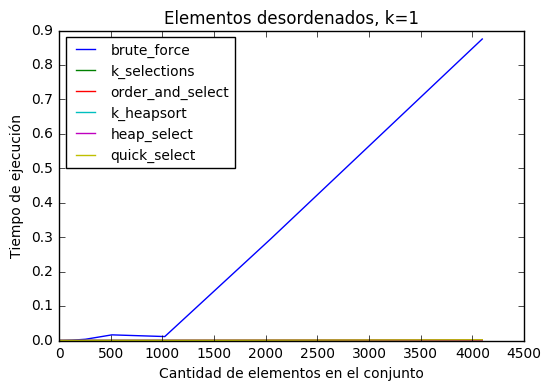 Elementos desordenados, k=1
Tiempo de ejecución
0.9
0.8
0.7
0.6
0.5
0.4
0.3
0.2
0.1
0.0
brute_force
k_selections
order_and_select
k_heapsort
heap_select
quick_select
0 500 1000 1500 2000 2500 3000 3500 4000 4500
Cantidad de elementos en el conjunto